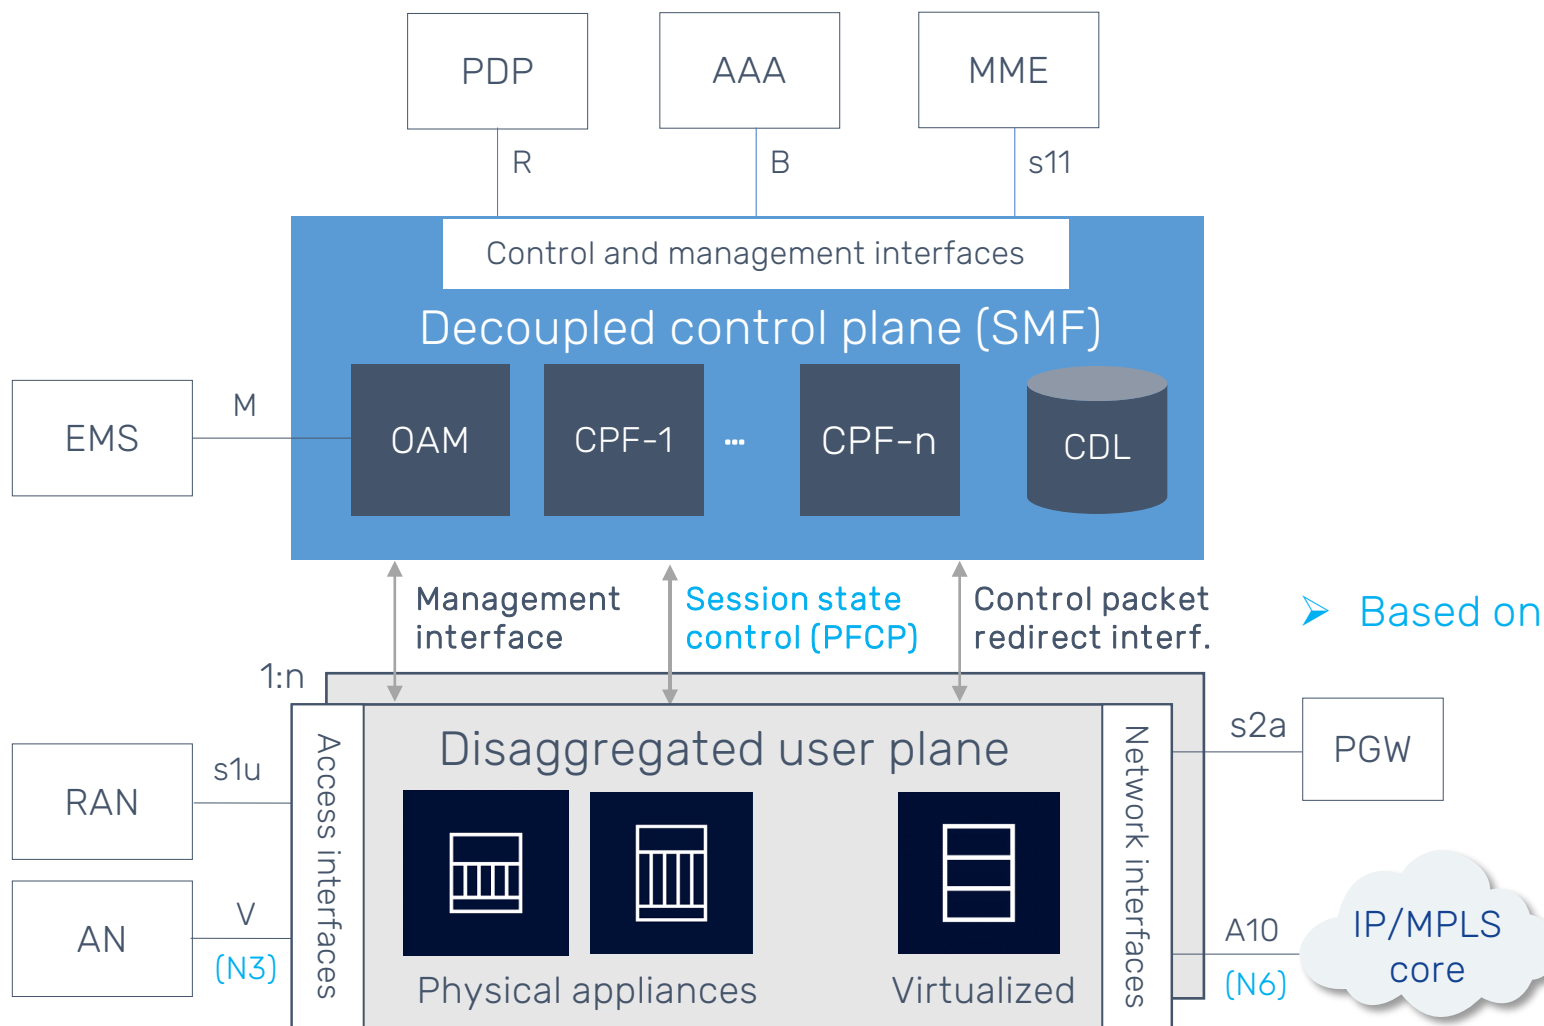 PDP
AAA
MME
R
B
s11
Control and management interfaces
Decoupled control plane (SMF)
EMS
M
OAM
CPF-1
...
CPF-n
CDL
Management
interface
Session state
control (PFCP)
Control packet
redirect interf.
➢ Based on
1:n
Access interfaces
Disaggregated user plane
Network interfaces
s2a
PGW
RAN
s1u
AN
V
(N3)
A10
(N6)
IP/MPLS
core
Physical appliances
Virtualized